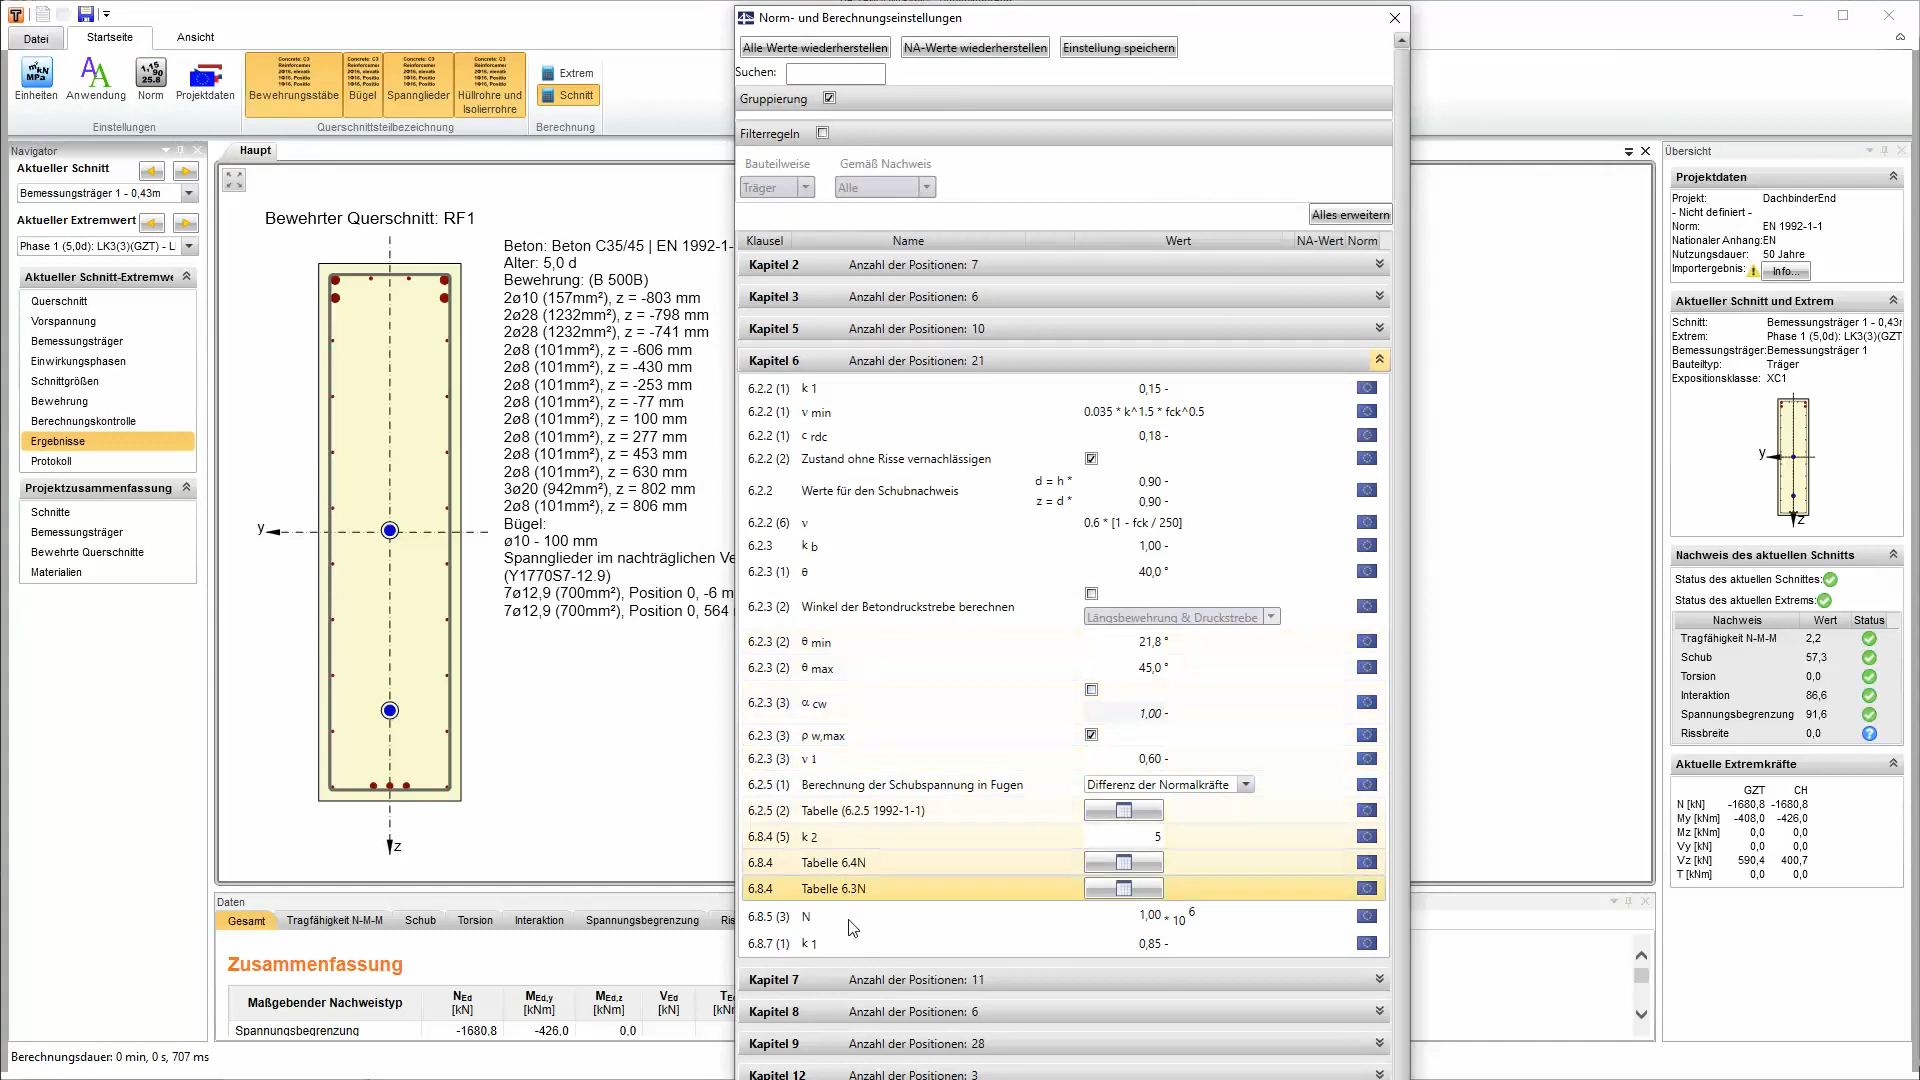 Norm- und Berechnungseinstellungen
Datei
Startseite
Ansicht
Einheiten
Anwendung
Norm
Projektdaten
Bewehrungsstäbe
Bügel
Spannglieder
Hüllrohre und
Isolierrohre
Extrem
Schnitt
Einstellungen
Querschnittsteilbezeichnung
Berechnung
Navigator
Aktueller Schnitt
Bemessungsträger 1 - 0,43m
Aktueller Extremwert
Phase 1 (5,0d): LK3(3)(GZT) - L
Aktueller Schnitt-Extremwe
Querschnitt
Vorspannung
Bemessungsträger
Einwirkungsphasen
Schnittgrößen
Bewehrung
Berechnungskontrolle
Ergebnisse
Protokoll
Projektzusammenfassung
Schnitte
Bemessungsträger
Bewehrte Querschnitte
Materialien
Berechnungsdauer: 0 min, 0 s, 707 ms
Haupt
Bewehrter Querschnitt: RF1
y
z
Beton: Beton C35/45 | EN 1992-1-
Alter: 5,0 d
Bewehrung: (B 500B)
2ø10 (157mm²), z = -803 mm
2ø28 (1232mm²), z = -798 mm
2ø28 (1232mm²), z = -741 mm
2ø8 (101mm²), z = -606 mm
2ø8 (101mm²), z = -430 mm
2ø8 (101mm²), z = -253 mm
2ø8 (101mm²), z = -77 mm
2ø8 (101mm²), z = 100 mm
2ø8 (101mm²), z = 277 mm
2ø8 (101mm²), z = 453 mm
2ø8 (101mm²), z = 630 mm
3ø20 (942mm²), z = 802 mm
2ø8 (101mm²), z = 806 mm
Bügel:
ø10 - 100 mm
Spannglieder im nachträglichen Ve
(Y1770S7-12.9)
7ø12,9 (700mm²), Position 0, -6 m
7ø12,9 (700mm²), Position 0, 564
Daten
Gesamt Tragfähigkeit N-M-M Schub Torsion Interaktion Spannungsbegrenzung Ris
Zusammenfassung
Maßgebender Nachweistyp NEd [kN] MEd,y [kNm] MEd,z [kNm] VEd [kN] TE [kN
Spannungsbegrenzung -1680,8 -426,0 0,0
Alle Werte wiederherstellen NA-Werte wiederherstellen Einstellung speichern
Suchen:
Gruppierung
Filterregeln
Bauteilweise Gemäß Nachweis
Träger Alle
Alles erweitern
Klausel Name Wert NA-Wert Norm
Kapitel 2 Anzahl der Positionen: 7
Kapitel 3 Anzahl der Positionen: 6
Kapitel 5 Anzahl der Positionen: 10
Kapitel 6 Anzahl der Positionen: 21
6.2.2 (1) k 1 0,15 -
6.2.2 (1) v min 0.035 * k^1.5 * fck^0.5
6.2.2 (1) c rdc 0,18 -
6.2.2 (2) Zustand ohne Risse vernachlässigen
6.2.2 Werte für den Schubnachweis d = h * 0,90 -
z = d * 0,90 -
6.2.2 (6) v 0.6 * [1 - fck / 250]
6.2.3 k b 1,00 -
6.2.3 (1) θ 40,0 °
6.2.3 (2) Winkel der Betondruckstrebe berechnen
Längsbewehrung & Druckstrebe
6.2.3 (2) θ min 21,8 °
6.2.3 (2) θ max 45,0 °
6.2.3 (3) α cw
1,00 -
6.2.3 (3) ρ w,max
6.2.3 (3) v 1 0,60 -
6.2.5 (1) Berechnung der Schubspannung in Fugen Differenz der Normalkräfte
6.2.5 (2) Tabelle (6.2.5 1992-1-1)
6.8.4 (5) k 2 5
6.8.4 Tabelle 6.4N
6.8.4 Tabelle 6.3N
6.8.5 (3) N 1,00 * 10 6
6.8.7 (1) k 1 0,85 -
Kapitel 7 Anzahl der Positionen: 11
Kapitel 8 Anzahl der Positionen: 6
Kapitel 9 Anzahl der Positionen: 28
Kapitel 12 Anzahl der Positionen: 3
Übersicht
Projektdaten
Projekt: DachbinderEnd
- Nicht definiert -
Norm: EN 1992-1-1
Nationaler Anhang:EN
Nutzungsdauer: 50 Jahre
Importergebnis: Info...
Aktueller Schnitt und Extrem
Schnitt: Bemessungsträger 1 - 0,43r
Extrem: Phase 1 (5,0d): LK3(3)(GZT
Bemessungsträger:Bemessungsträger 1
Bauteiltyp: Träger
Expositionsklasse: XC1
y
z
Nachweis des aktuellen Schnitts
Status des aktuellen Schnittes:
Status des aktuellen Extrems:
Nachweis Wert Status
Tragfähigkeit N-M-M 2,2
Schub 57,3
Torsion 0,0
Interaktion 86,6
Spannungsbegrenzung 91,6
Rissbreite 0,0
Aktuelle Extremkräfte
GZT CH
N [kN] -1680,8 -1680,8
My [kNm] -408,0 -426,0
Mz [kNm] 0,0 0,0
Vy [kN] 0,0 0,0
Vz [kN] 590,4 400,7
T [kNm] 0,0 0,0